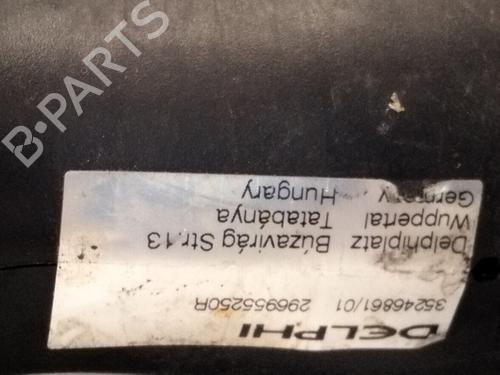 DELPHI
35246861/01 296955250R
Delphiplatz Búzavirág Str.13
Wuppertal Tatabánya
Germany Hungary
B-PARTS